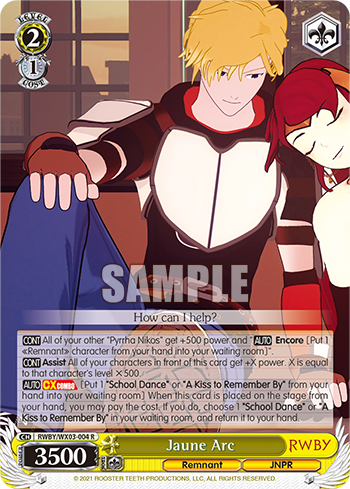 LEVEL
2
1
COST
SAMPLE
How can I help?
CONT All of your other "Pyrrha Nikos" get +500 power and "AUTO Encore [Put 1
«Remnant» character from your hand into your waiting room]".
CONT Assist All of your characters in front of this card get +X power. X is equal
to that character's level ×500.
AUTO CXCOMBO [Put 1 "School Dance" or "A Kiss to Remember By" from
your hand into your waiting room] When this card is placed on the stage from
your hand, you may pay the cost. If you do, choose 1 "School Dance" or "A
Kiss to Remember By" in your waiting room, and return it to your hand.
CH RWBY/WX03-004 R
POWER 3500 SOUL 1
Jaune Arc
RWBY
Remnant JNPR
© 2021 ROOSTER TEETH PRODUCTIONS, LLC., ALL RIGHTS RESERVED.